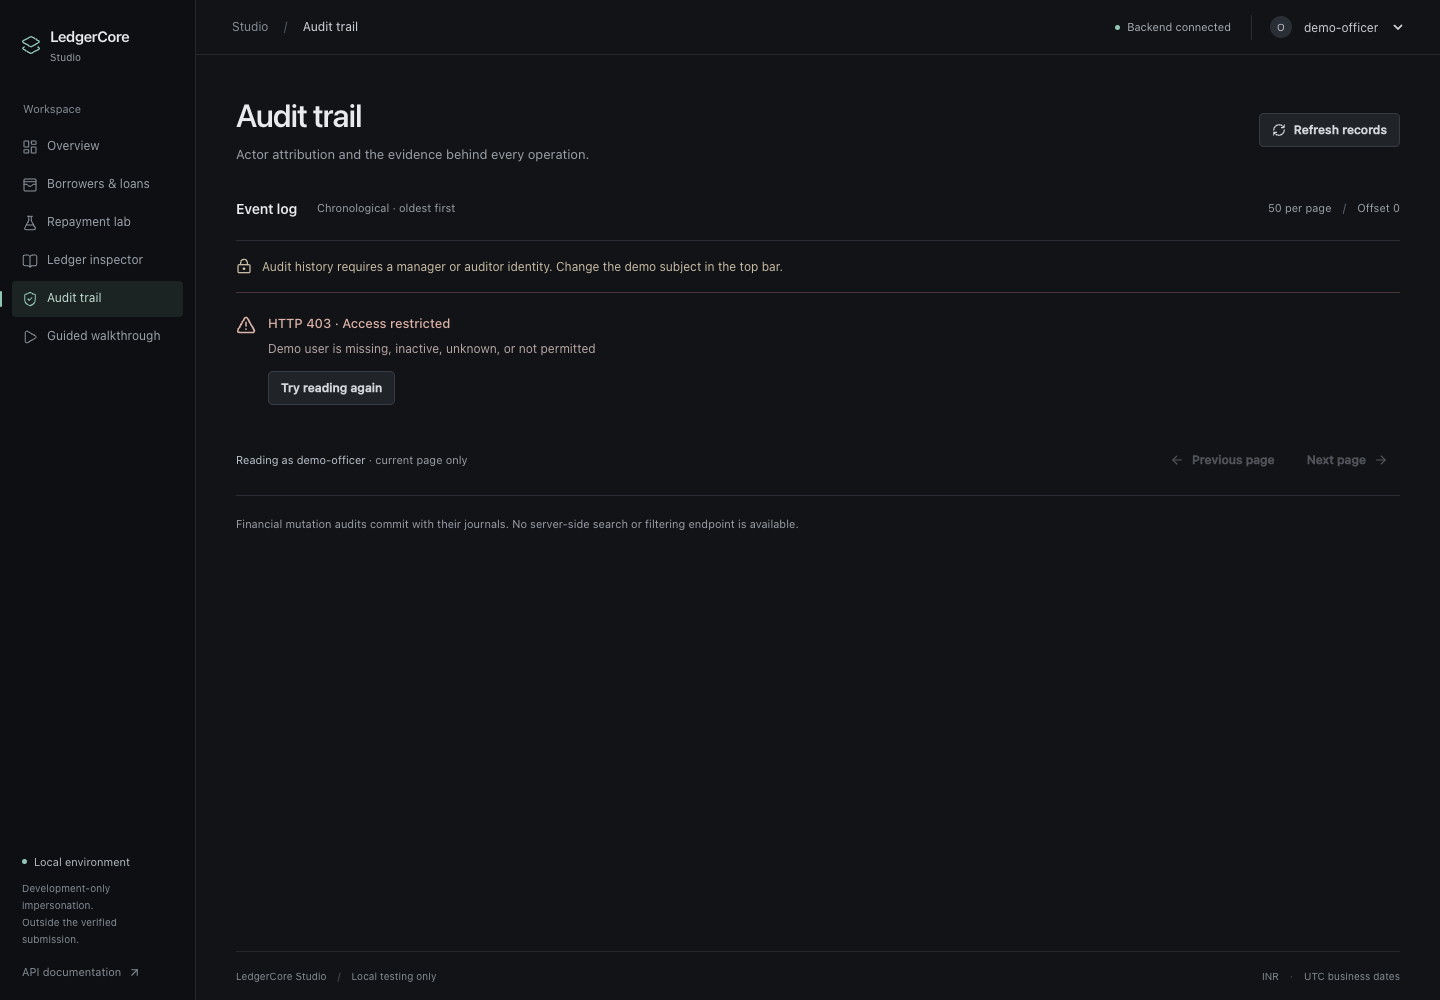 LedgerCore
Studio
Workspace
Overview
Borrowers & loans
Repayment lab
Ledger inspector
Audit trail
Guided walkthrough
Local environment
Development-only
impersonation.
Outside the verified
submission.
API documentation
Studio / Audit trail
Backend connected
O demo-officer
Audit trail
Actor attribution and the evidence behind every operation.
Refresh records
Event log Chronological · oldest first
50 per page / Offset 0
Audit history requires a manager or auditor identity. Change the demo subject in the top bar.
HTTP 403 · Access restricted
Demo user is missing, inactive, unknown, or not permitted
Try reading again
Reading as demo-officer · current page only
Previous page Next page
Financial mutation audits commit with their journals. No server-side search or filtering endpoint is available.
LedgerCore Studio / Local testing only
INR · UTC business dates